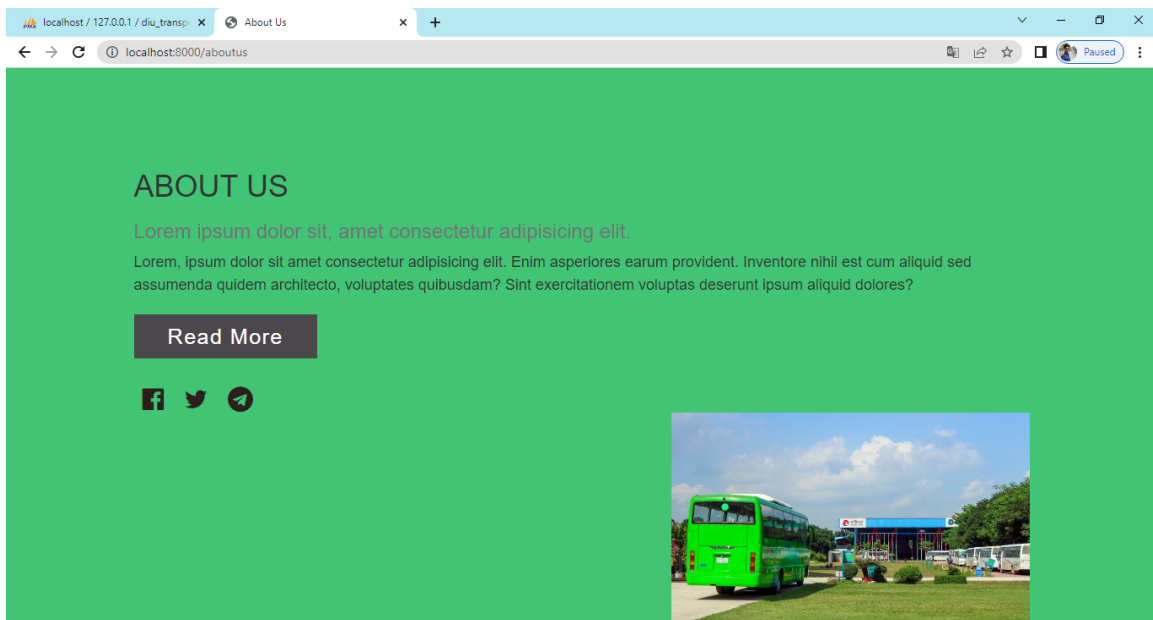 localhost / 127.0.0.1 / diu_transpo
About Us
localhost:8000/aboutus
Paused
ABOUT US
Lorem ipsum dolor sit, amet consectetur adipisicing elit.
Lorem, ipsum dolor sit amet consectetur adipisicing elit. Enim asperiores earum provident. Inventore nihil est cum aliquid sed
assumenda quidem architecto, voluptates quibusdam? Sint exercitationem voluptas deserunt ipsum aliquid dolores?
Read More